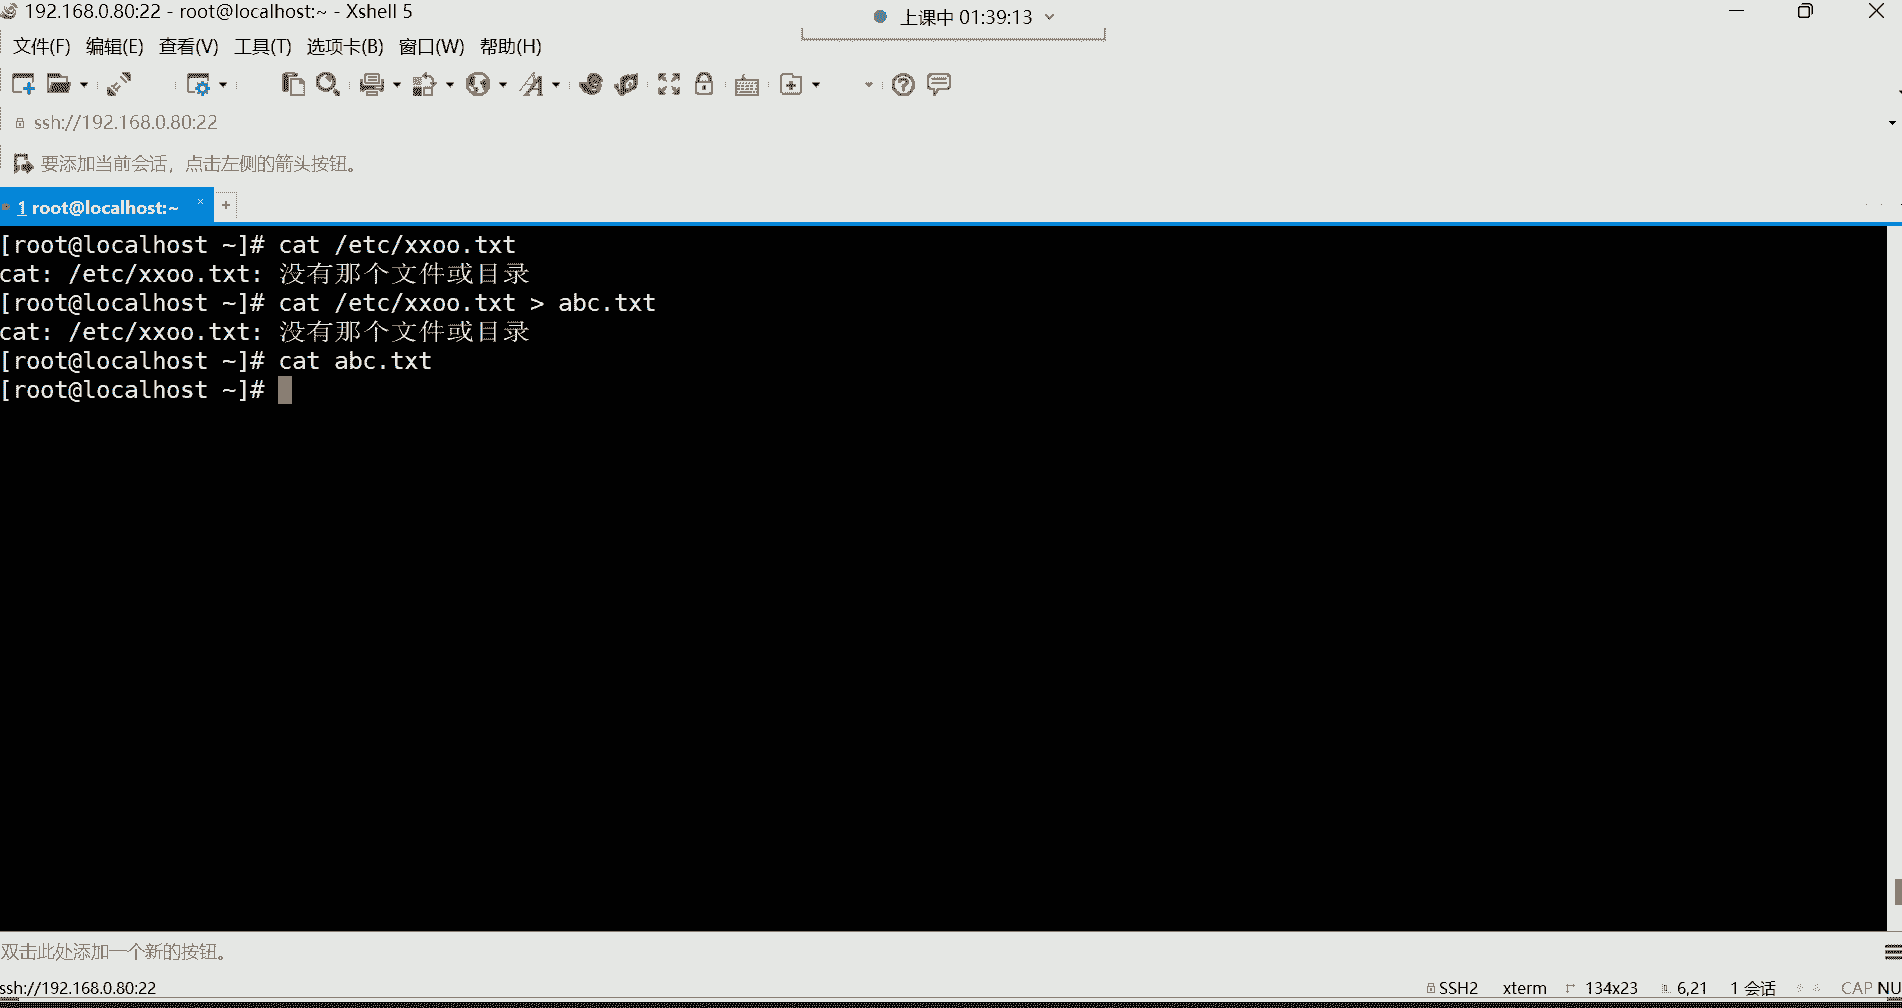 192.168.0.80:22 - root@localhost:~ - Xshell 5
上课中 01:39:13
文件(F) 编辑(E) 查看(V) 工具(T) 选项卡(B) 窗口(W) 帮助(H)
ssh://192.168.0.80:22
要添加当前会话，点击左侧的箭头按钮。
1 root@localhost:~ × +
[root@localhost ~]# cat /etc/xxoo.txt
cat: /etc/xxoo.txt: 没有那个文件或目录
[root@localhost ~]# cat /etc/xxoo.txt > abc.txt
cat: /etc/xxoo.txt: 没有那个文件或目录
[root@localhost ~]# cat abc.txt
[root@localhost ~]#
双击此处添加一个新的按钮。
ssh://192.168.0.80:22 SSH2 xterm 134x23 6,21 1 会话 CAP NU